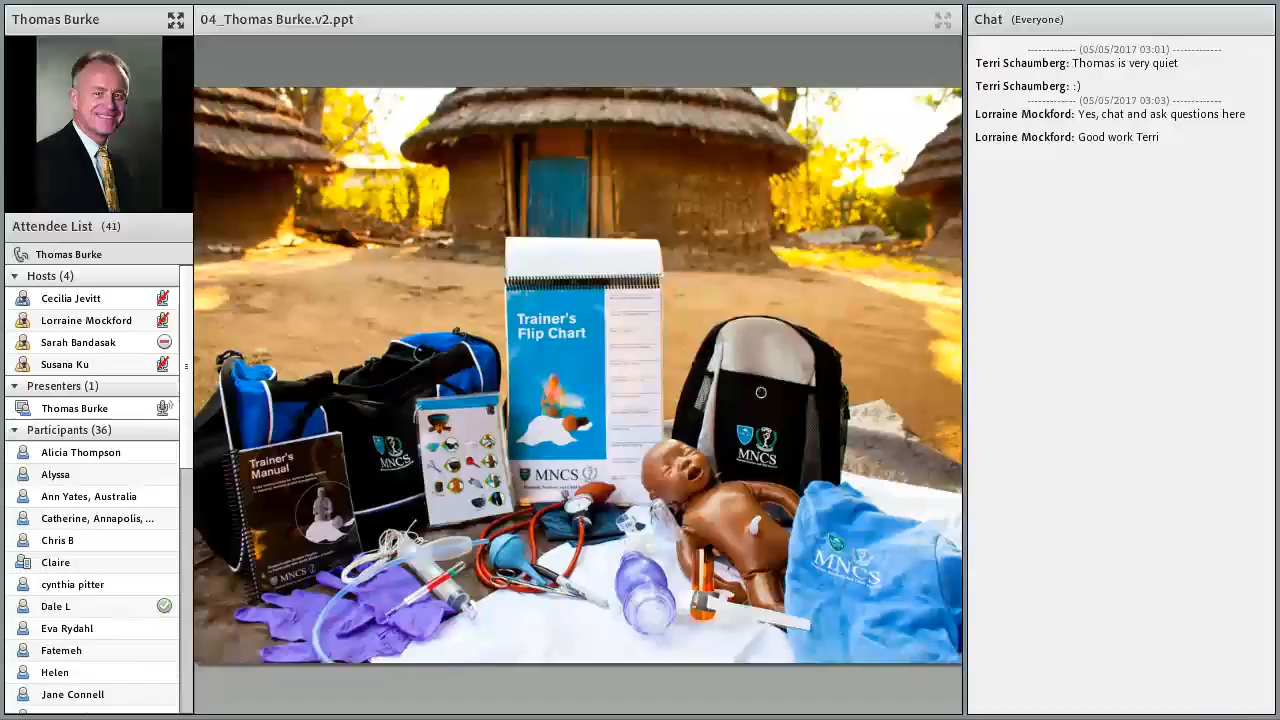 Thomas Burke
Attendee List (41)
Thomas Burke
Hosts (4)
Cecilia Jevitt
Lorraine Mockford
Sarah Bandasak
Susana Ku
Presenters (1)
Thomas Burke
Participants (36)
Alicia Thompson
Alyssa
Ann Yates, Australia
Catherine, Annapolis, ...
Chris B
Claire
cynthia pitter
Dale L
Eva Rydahl
Fatemeh
Helen
Jane Connell
04_Thomas Burke.v2.ppt
Trainer's
Flip Chart
MNCS
Trainer's
Manual
MNCS
MNCS
MNCS
MNCS
Chat (Everyone)
------------- (05/05/2017 03:01) -------------
Terri Schaumberg: Thomas is very quiet
Terri Schaumberg: :)
------------- (05/05/2017 03:03) -------------
Lorraine Mockford: Yes, chat and ask questions here
Lorraine Mockford: Good work Terri